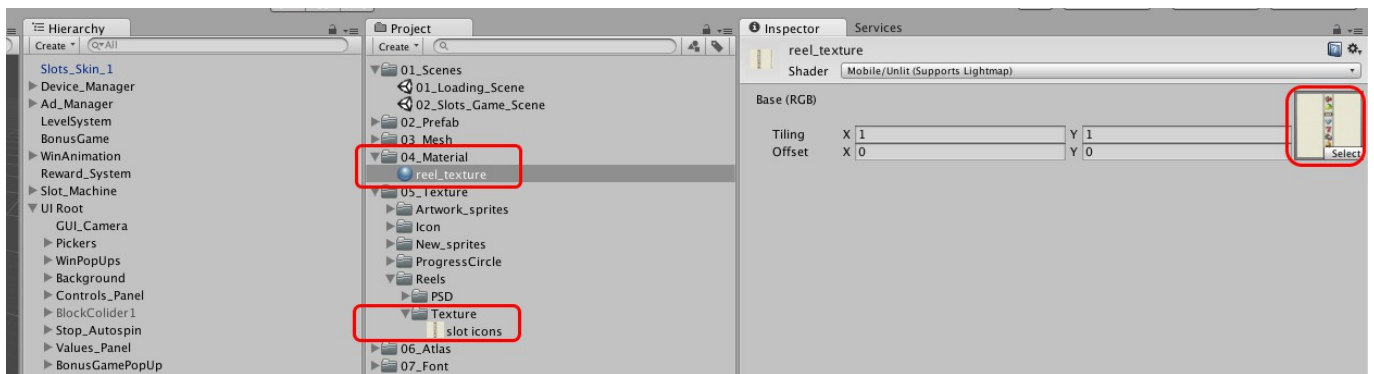 Hierarchy
Create
All
Slots_Skin_1
Device_Manager
Ad_Manager
LevelSystem
BonusGame
WinAnimation
Reward_System
Slot_Machine
UI Root
GUI_Camera
Pickers
WinPopUps
Background
Controls_Panel
BlockColider1
Stop_Autospin
Values_Panel
BonusGamePopUp
Project
Create
01_Scenes
01_Loading_Scene
02_Slots_Game_Scene
02_Prefab
03_Mesh
04_Material
reel_texture
05_Texture
Artwork_sprites
Icon
New_sprites
ProgressCircle
Reels
PSD
Texture
slot icons
06_Atlas
07_Font
Inspector Services
reel_texture
Shader Mobile/Unlit (Supports Lightmap)
Base (RGB)
Tiling X 1 Y 1
Offset X 0 Y 0
Select